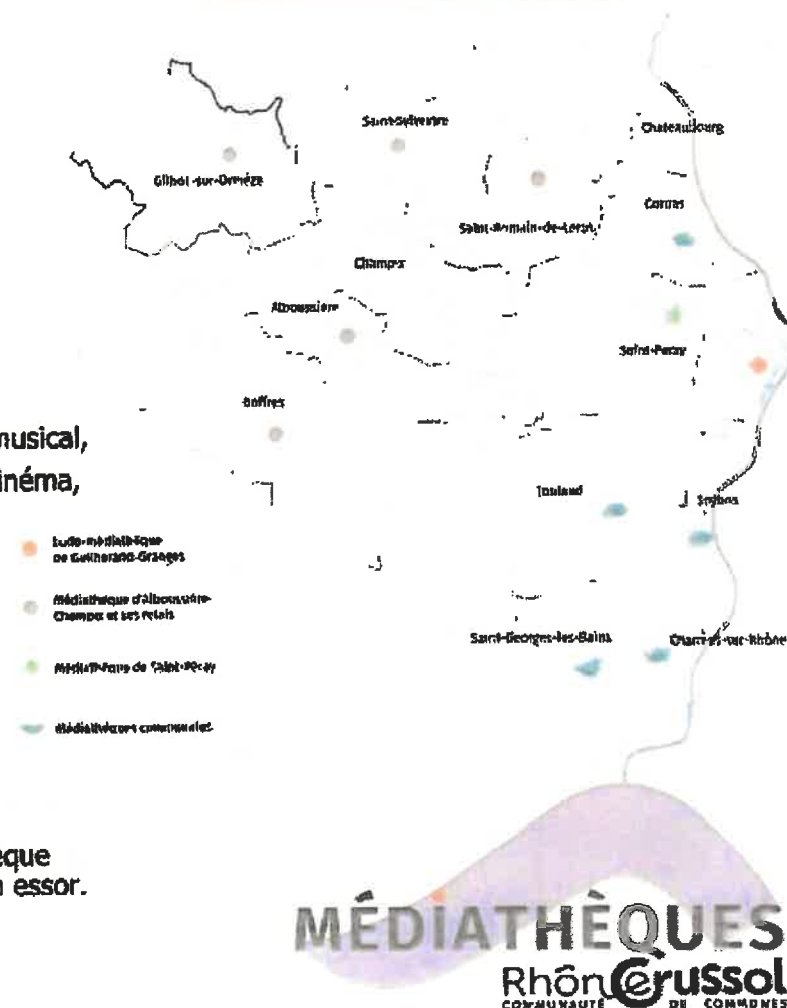 Saint-Sylvestre
Chateaubourg
Gilhoc-sur-Ormèze
Cornas
Saint-Romain-de-Lerps
Champis
Alboussière
Saint-Péray
Boffres
musical,
inéma,
Toulaud
Soyons
Ludo-médiathèque
de Guilherand-Granges
Médiathèque d'Alboussière-
Champis et ses relais
Saint-Georges-les-Bains
Charmes-sur-Rhône
Médiathèque de Saint-Péray
Médiathèques communales
èque
n essor.
MÉDIATHÈQUES
Rhône Crussol
COMMUNAUTÉ DE COMMUNES